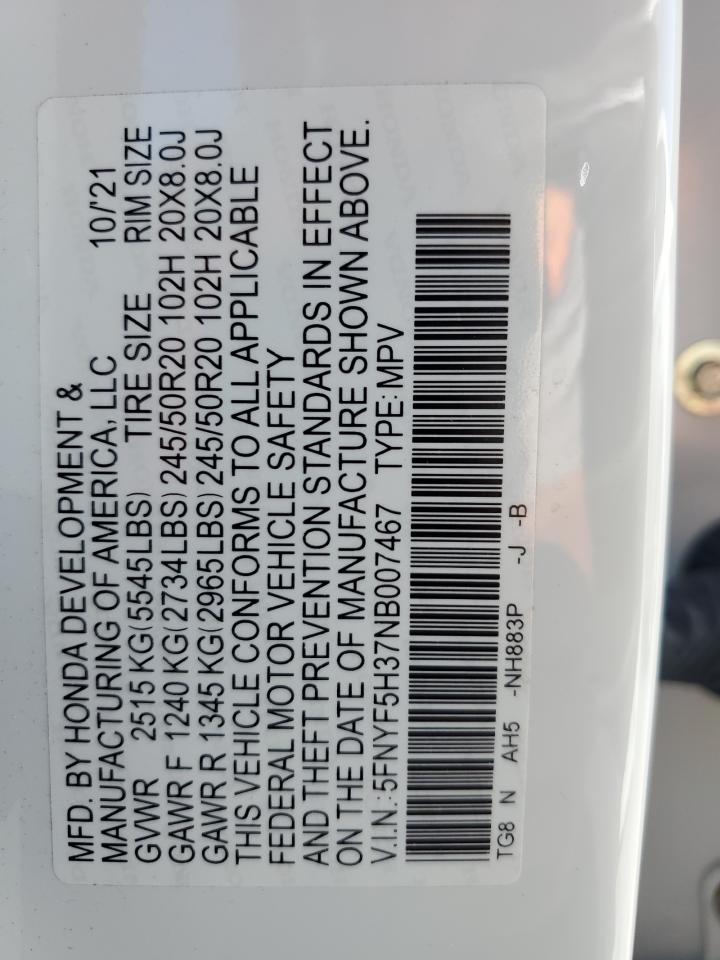 MFD. BY HONDA DEVELOPMENT &
MANUFACTURING OF AMERICA, LLC 10/'21
GVWR 2515 KG(5545LBS) TIRE SIZE RIM SIZE
GAWR F 1240 KG(2734LBS) 245/50R20 102H 20X8.0J
GAWR R 1345 KG(2965LBS) 245/50R20 102H 20X8.0J
THIS VEHICLE CONFORMS TO ALL APPLICABLE
FEDERAL MOTOR VEHICLE SAFETY
AND THEFT PREVENTION STANDARDS IN EFFECT
ON THE DATE OF MANUFACTURE SHOWN ABOVE.
V.I.N.:5FNYF5H37NB007467 TYPE:MPV
TG8 N AH5 -NH883P -J -B